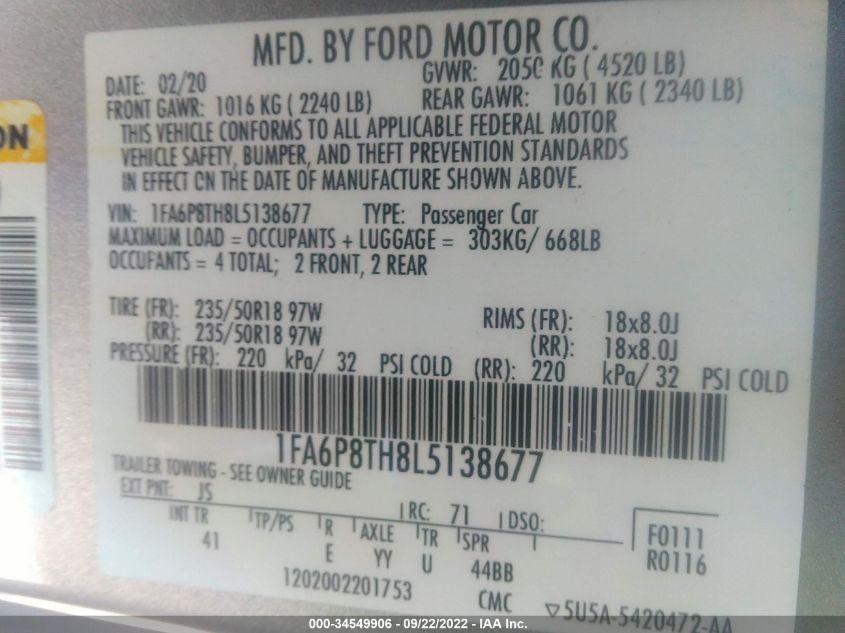 MFD. BY FORD MOTOR CO.
DATE: 02/20 GVWR: 2050 KG ( 4520 LB)
FRONT GAWR: 1016 KG ( 2240 LB) REAR GAWR: 1061 KG ( 2340 LB)
THIS VEHICLE CONFORMS TO ALL APPLICABLE FEDERAL MOTOR
VEHICLE SAFETY, BUMPER, AND THEFT PREVENTION STANDARDS
IN EFFECT ON THE DATE OF MANUFACTURE SHOWN ABOVE.
VIN: 1FA6P8TH8L5138677 TYPE: Passenger Car
MAXIMUM LOAD = OCCUPANTS + LUGGAGE = 303KG/ 668LB
OCCUPANTS = 4 TOTAL; 2 FRONT, 2 REAR
TIRE (FR): 235/50R18 97W RIMS (FR): 18x8.0J
(RR): 235/50R18 97W (RR): 18x8.0J
PRESSURE (FR): 220 kPa/ 32 PSI COLD (RR): 220 kPa/ 32 PSI COLD
1FA6P8TH8L5138677
TRAILER TOWING - SEE OWNER GUIDE
EXT PNT: JS RC: 71 DSO:
INT TR TP/PS R AXLE TR SPR F0111
41 E YY U 44BB R0116
1202002201753 CMC ▽5U5A-5420472-AA
ON
000-34549906 - 09/22/2022 - IAA Inc.